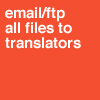 email/ftp
all files to
translators